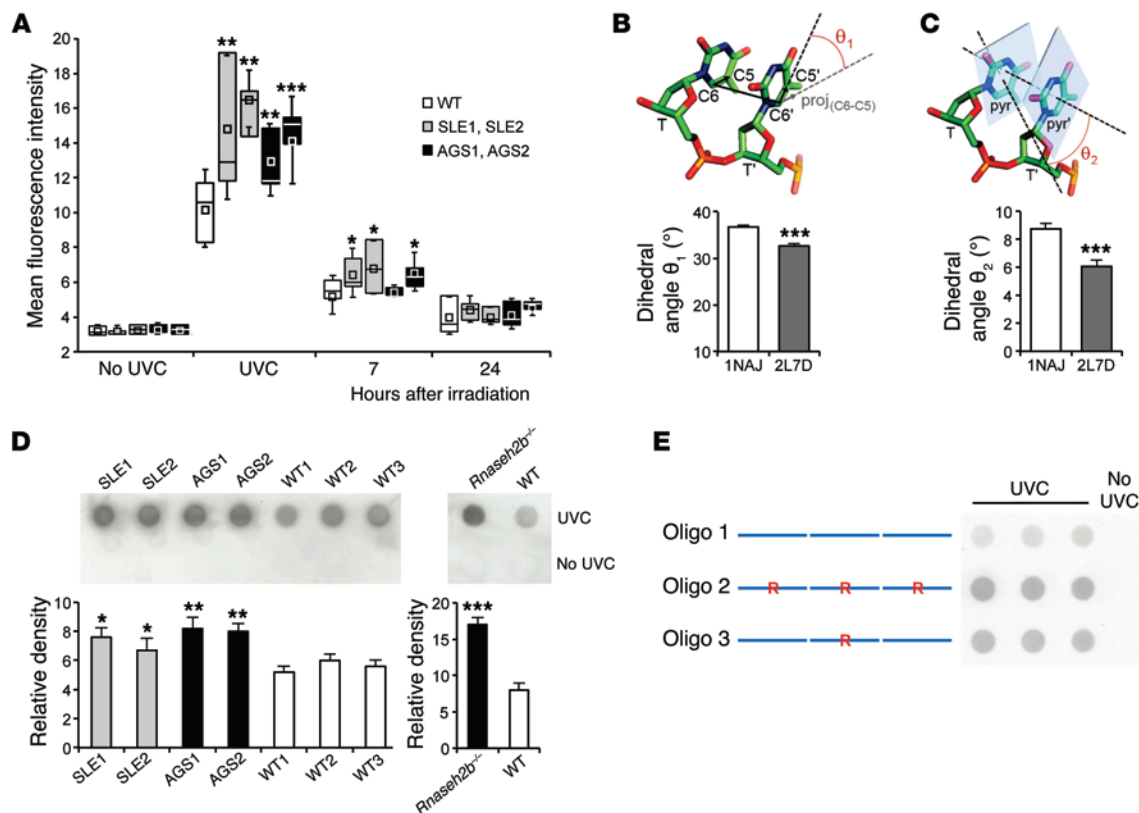 A
Mean fluorescence intensity
20
18
16
14
12
10
8
6
4
2
** ** ** ***
* * *
WT
SLE1, SLE2
AGS1, AGS2
No UVC UVC 7 24
Hours after irradiation
B
θ1
C5 C5'
C6 C6'
proj(C6-C5)
T
T'
Dihedral
angle θ1 (°)
40
30
20
10
***
1NAJ 2L7D
C
pyr
pyr'
θ2
T
T'
Dihedral
angle θ2 (°)
10
8
6
4
2
0
***
1NAJ 2L7D
D
SLE1 SLE2 AGS1 AGS2 WT1 WT2 WT3
Rnaseh2b–/– WT
UVC
No UVC
Relative density
10
8
6
4
2
0
* * ** **
SLE1 SLE2 AGS1 AGS2 WT1 WT2 WT3
Relative density
20
15
10
5
0
***
Rnaseh2b–/– WT
E
UVC
No
UVC
Oligo 1
Oligo 2 R R R
Oligo 3 R